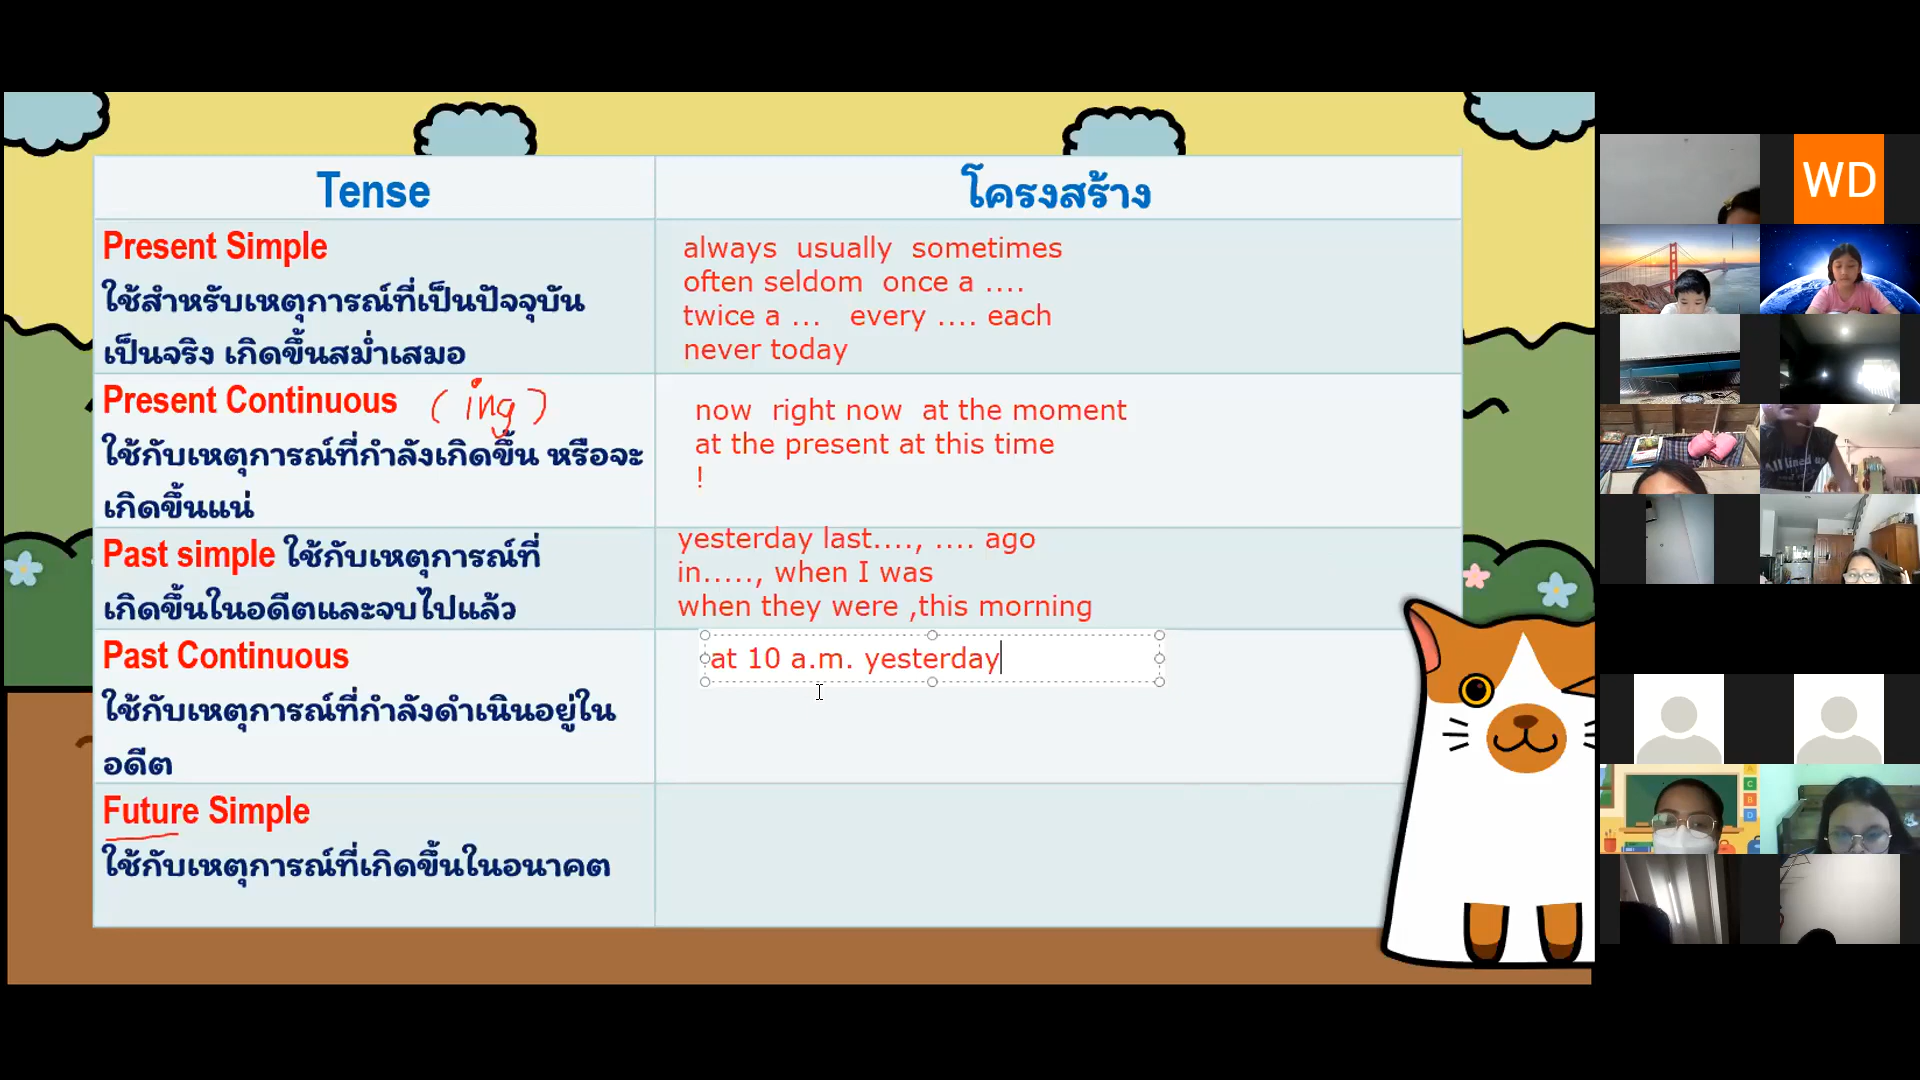 Tense
โครงสร้าง
Present Simple
ใช้สำหรับเหตุการณ์ที่เป็นปัจจุบัน
เป็นจริง เกิดขึ้นสม่ำเสมอ
always usually sometimes
often seldom once a ....
twice a ... every .... each
never today
Present Continuous (ing)
ใช้กับเหตุการณ์ที่กำลังเกิดขึ้น หรือจะ
เกิดขึ้นแน่
now right now at the moment
at the present at this time
!
Past simple ใช้กับเหตุการณ์ที่
เกิดขึ้นในอดีตและจบไปแล้ว
yesterday last...., .... ago
in....., when I was
when they were ,this morning
Past Continuous
ใช้กับเหตุการณ์ที่กำลังดำเนินอยู่ใน
อดีต
at 10 a.m. yesterday
Future Simple
ใช้กับเหตุการณ์ที่เกิดขึ้นในอนาคต
WD